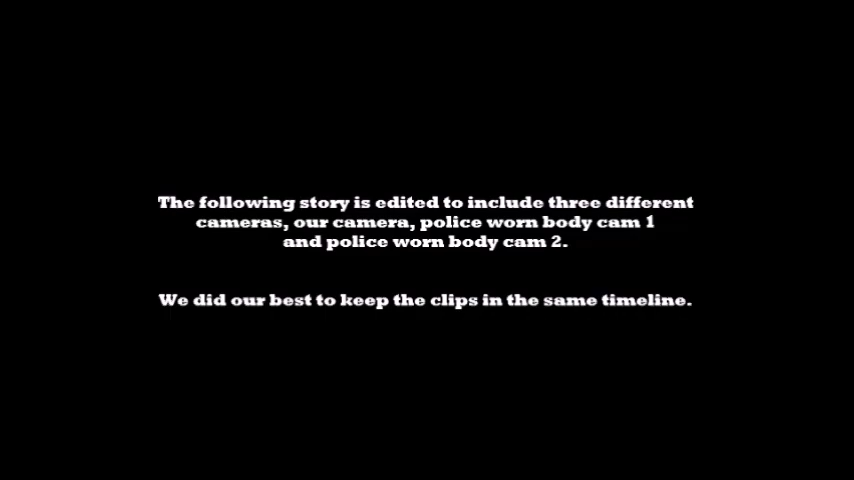 The following story is edited to include three different
cameras, our camera, police worn body cam 1
and police worn body cam 2.
We did our best to keep the clips in the same timeline.